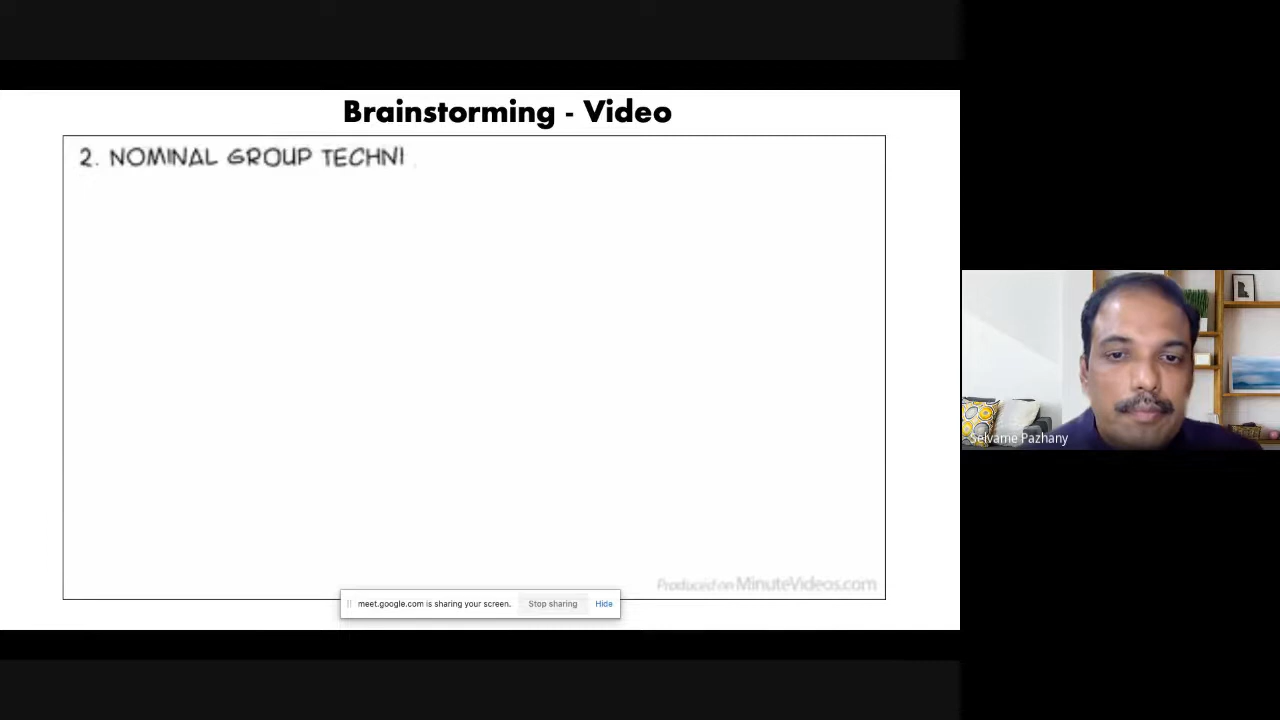 Brainstorming - Video
2. NOMINAL GROUP TECHNI
Produced on MinuteVideos.com
meet.google.com is sharing your screen. Stop sharing Hide
Selvame Pazhany